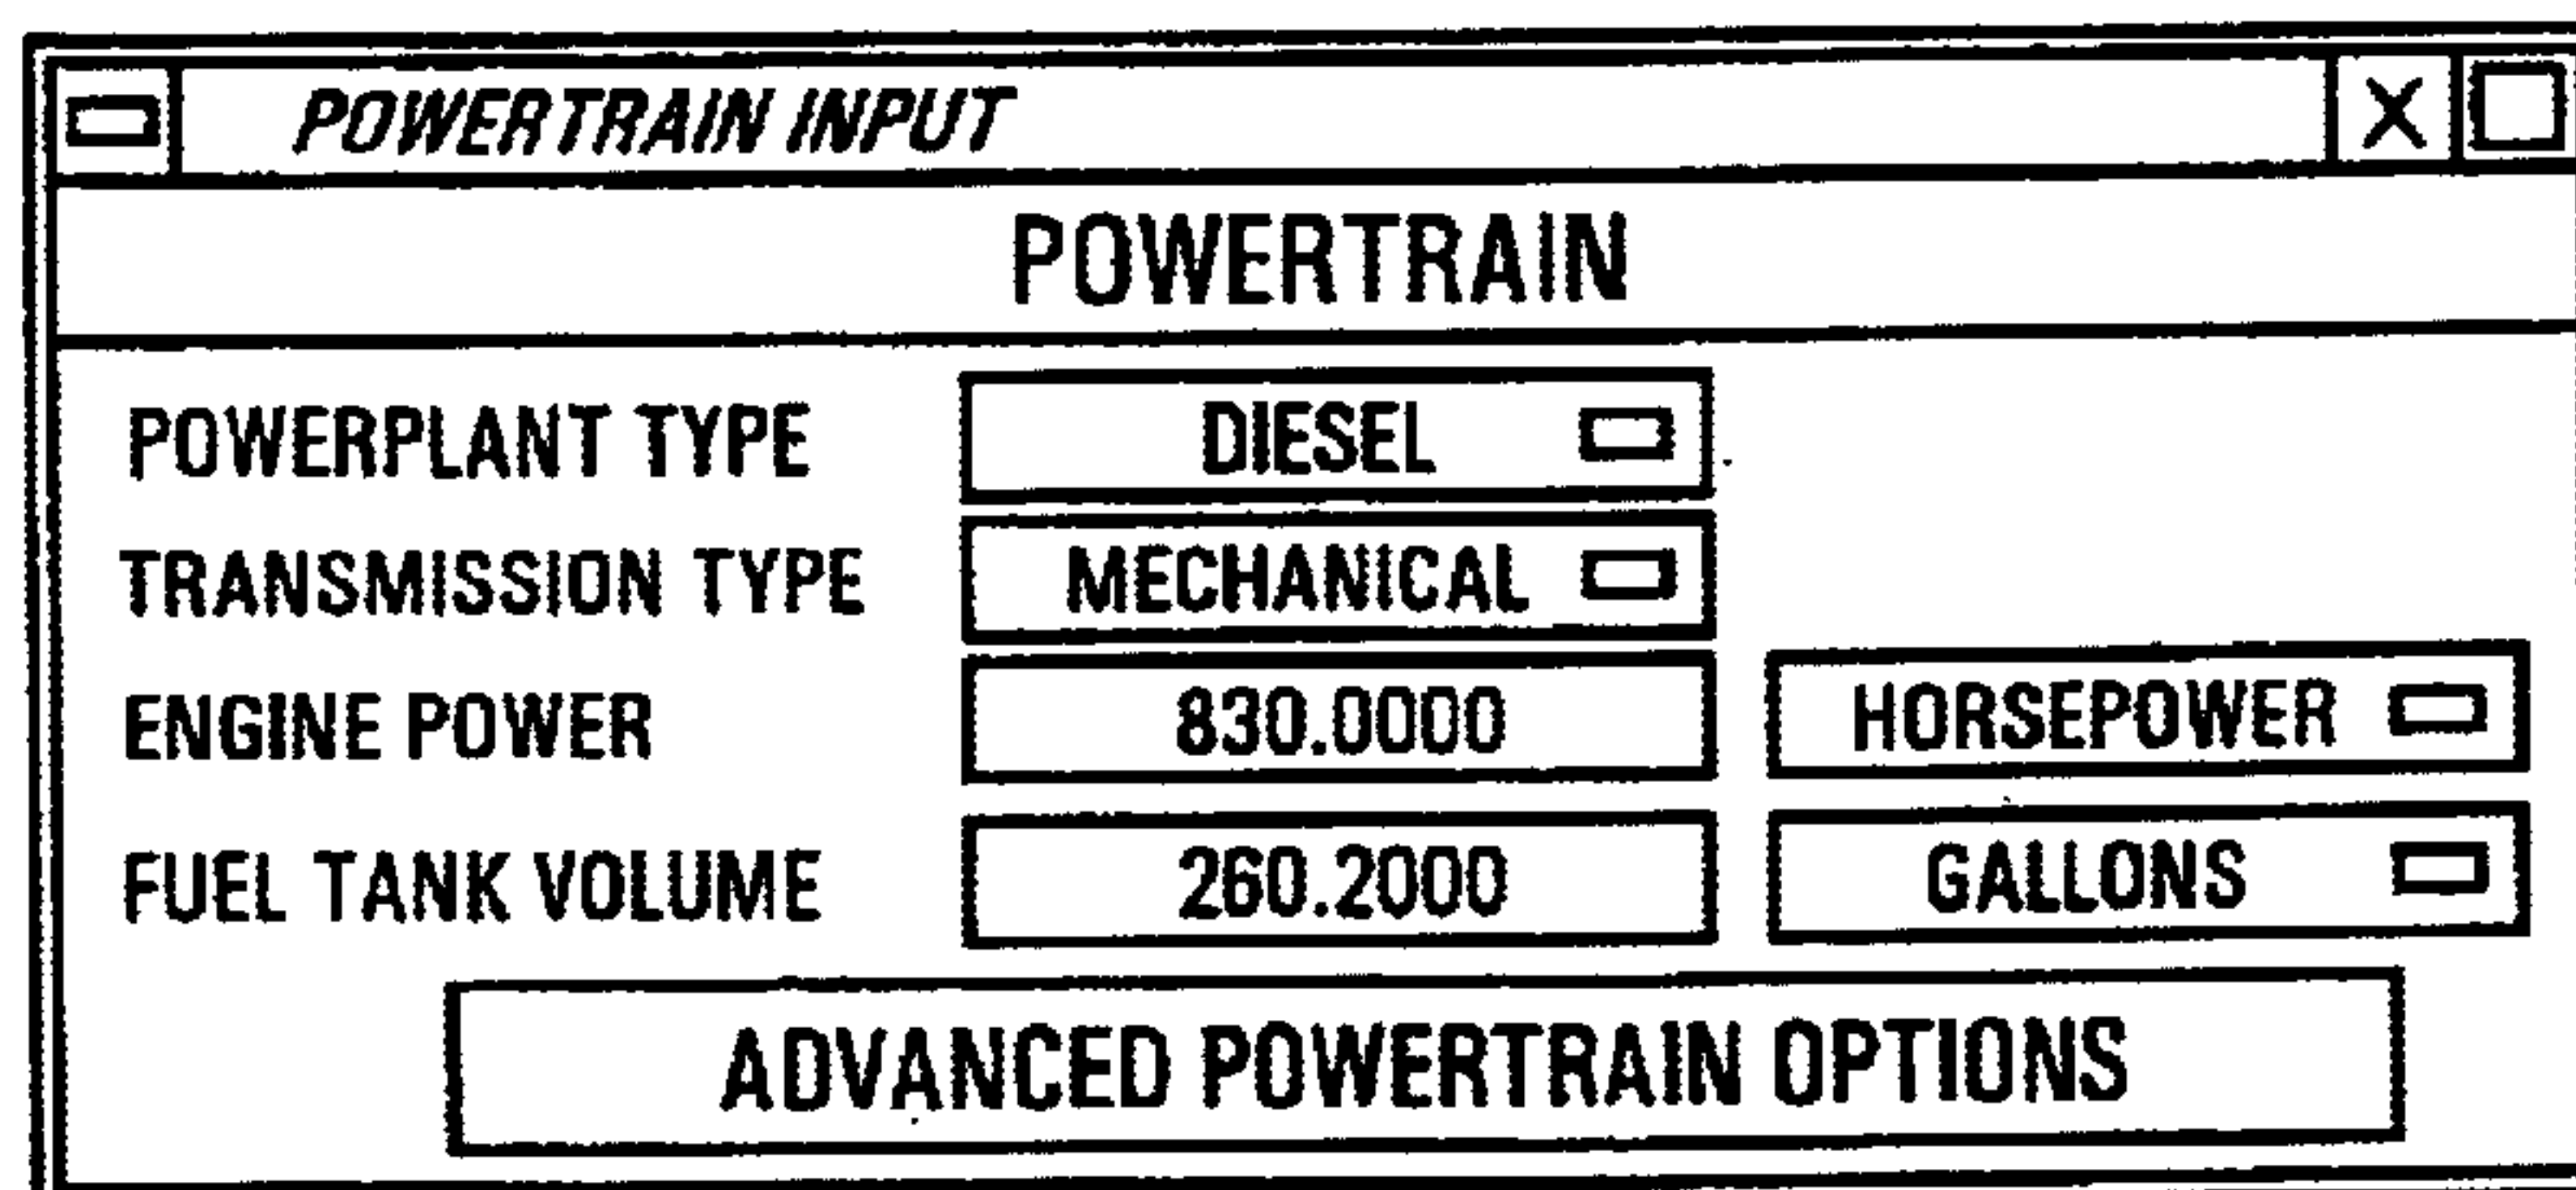 POWERTRAIN INPUT X
POWERTRAIN
POWERPLANT TYPE DIESEL
TRANSMISSION TYPE MECHANICAL
ENGINE POWER 830.0000 HORSEPOWER
FUEL TANK VOLUME 260.2000 GALLONS
ADVANCED POWERTRAIN OPTIONS